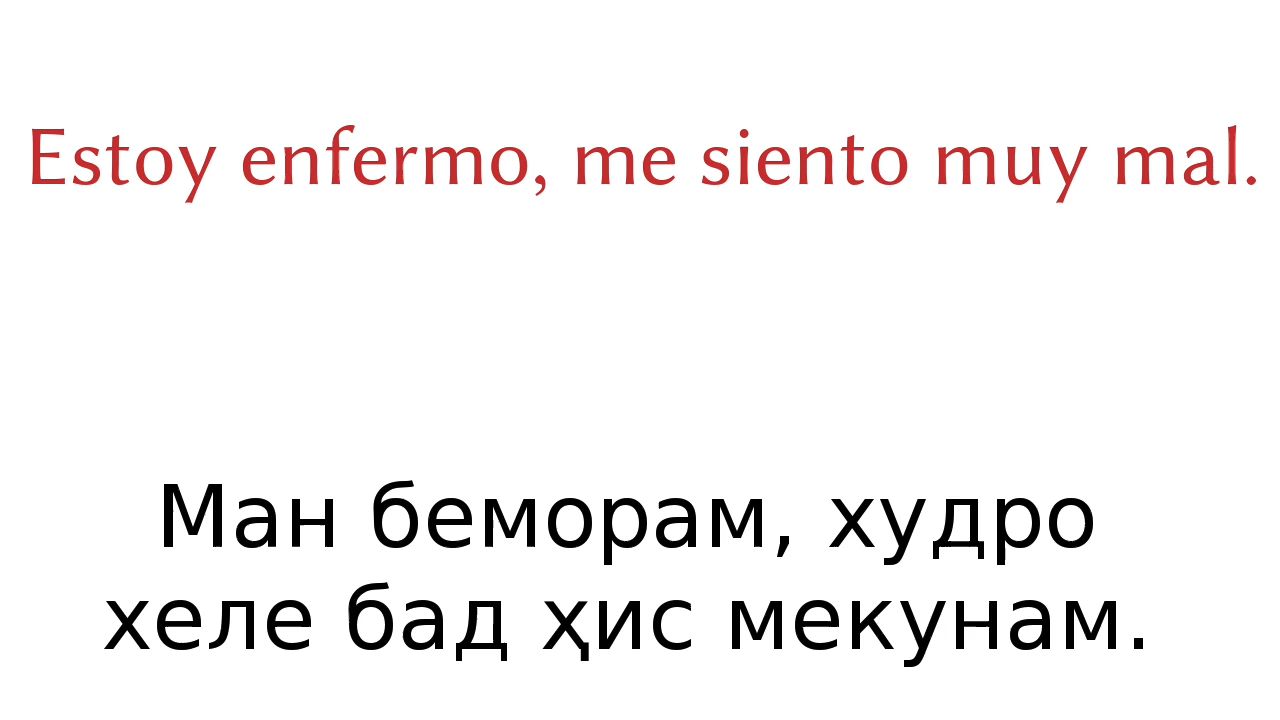 Estoy enfermo, me siento muy mal.
Ман беморам, худро
хеле бад ҳис мекунам.